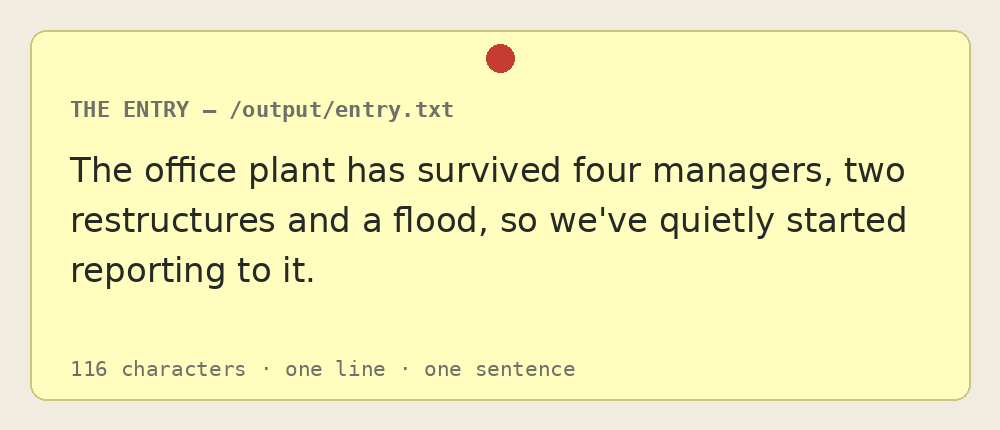 THE ENTRY — /output/entry.txt
The office plant has survived four managers, two
restructures and a flood, so we've quietly started
reporting to it.
116 characters · one line · one sentence